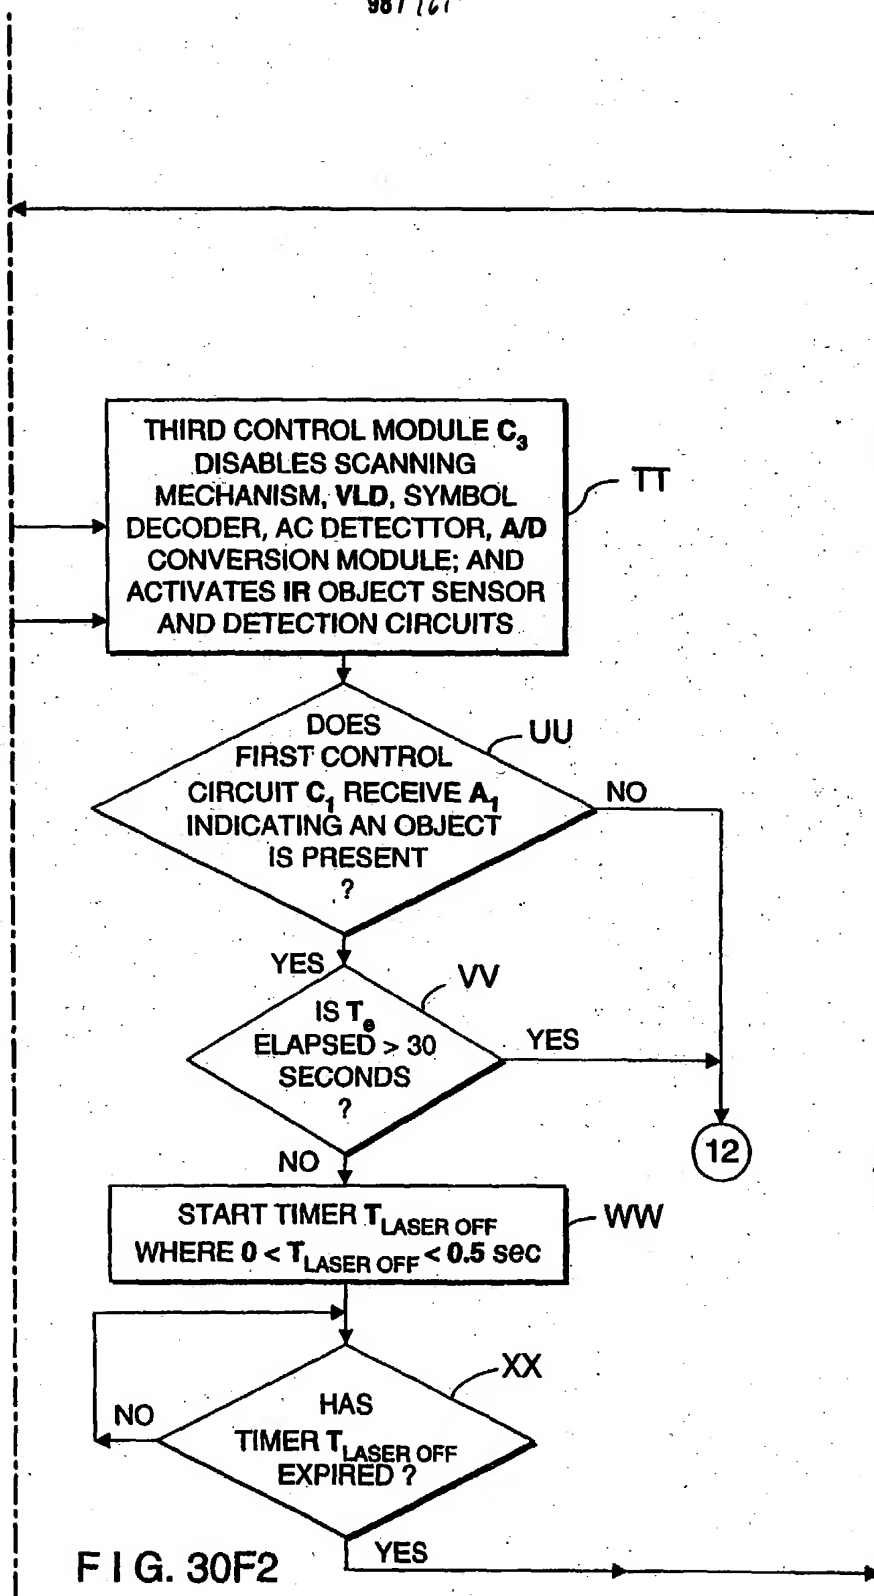 98/161
THIRD CONTROL MODULE C3
DISABLES SCANNING
MECHANISM, VLD, SYMBOL
DECODER, AC DETECTTOR, A/D
CONVERSION MODULE; AND
ACTIVATES IR OBJECT SENSOR
AND DETECTION CIRCUITS
TT
DOES
FIRST CONTROL
CIRCUIT C1 RECEIVE A1
INDICATING AN OBJECT
IS PRESENT
?
UU
NO
YES
IS Te
ELAPSED > 30
SECONDS
?
VV
YES
12
NO
START TIMER TLASER OFF
WHERE 0 < TLASER OFF < 0.5 sec
WW
HAS
TIMER TLASER OFF
EXPIRED ?
XX
NO
YES
FIG. 30F2